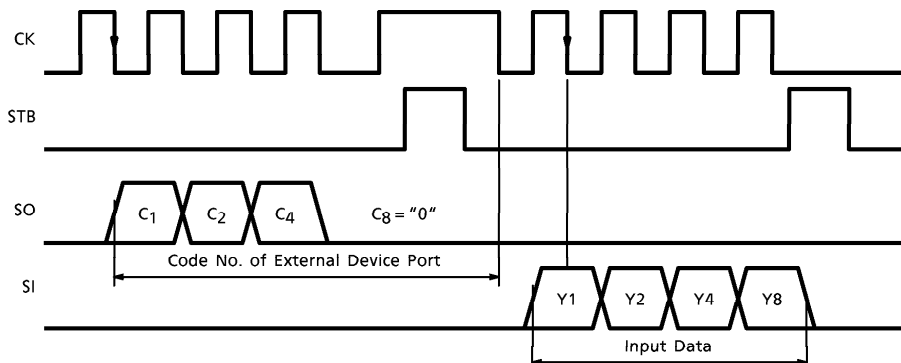 CK
STB
SO
C1
C2
C4
C8 = "0"
Code No. of External Device Port
SI
Y1
Y2
Y4
Y8
Input Data